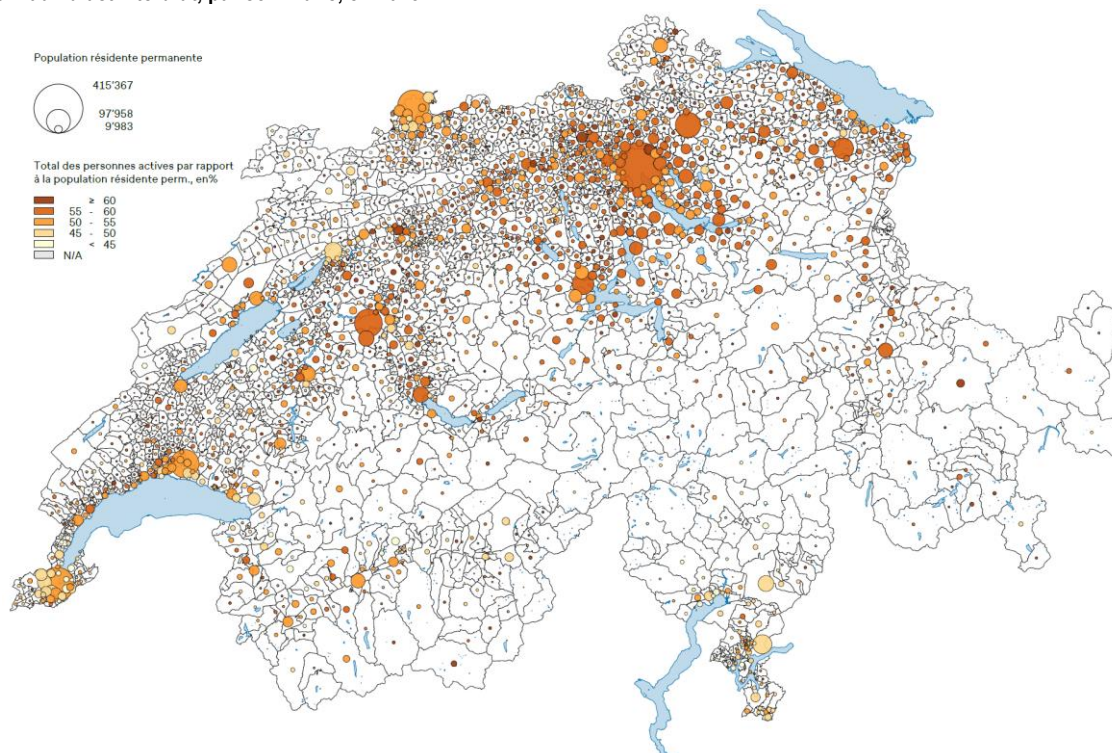 Population résidente permanente
415'367
97'958
9'983
Total des personnes actives par rapport
à la population résidente perm., en%
≥ 60
55 - 60
50 - 55
45 - 50
< 45
N/A